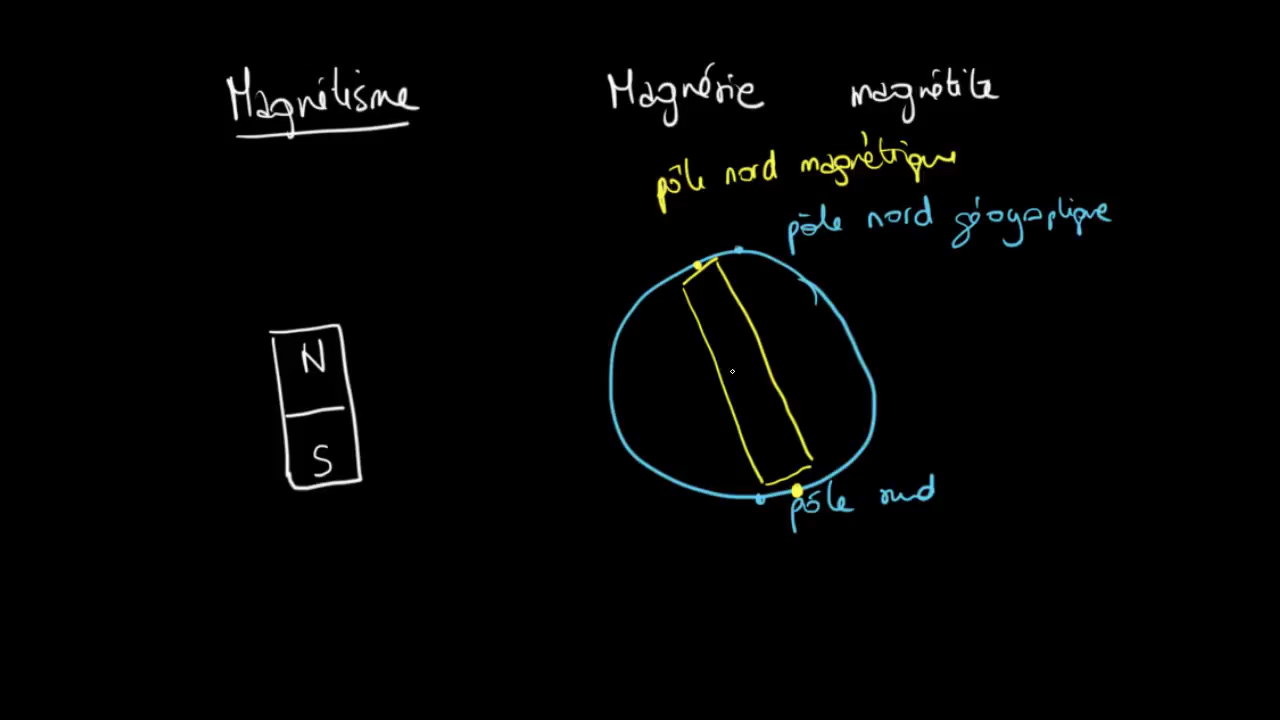 Magnétisme Magnésie magnétite
pôle nord magnétique
pôle nord géographique
N
S
pôle sud